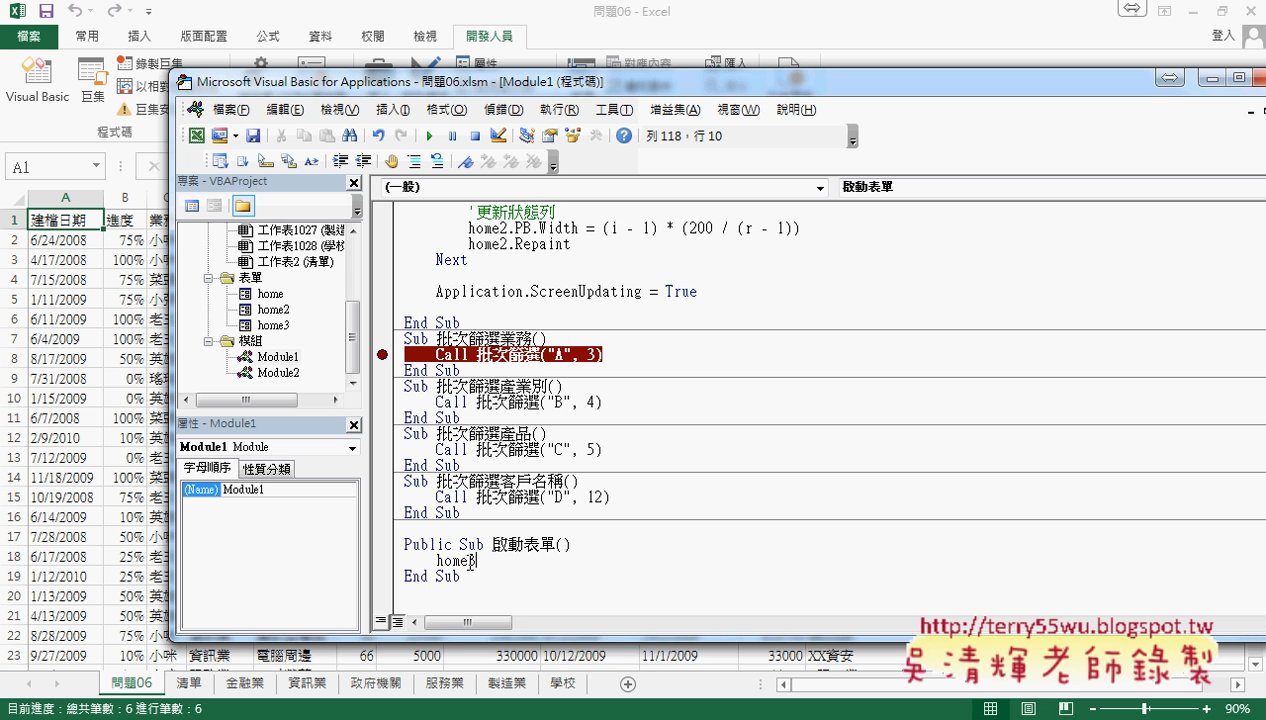 問題06 - Excel
檔案 常用 插入 版面配置 公式 資料 校閱 檢視 開發人員 登入
Visual Basic 巨集 錄製巨集 屬性 匯入
程式碼
Microsoft Visual Basic for Applications - 問題06.xlsm - [Module1 (程式碼)]
檔案(F) 編輯(E) 檢視(V) 插入(I) 格式(O) 偵錯(D) 執行(R) 工具(T) 增益集(A) 視窗(W) 說明(H)
列 118，行 10
A1
專案 - VBAProject
工作表1027 (製造
工作表1028 (學校
工作表2 (清單)
表單
home
home2
home3
模組
Module1
Module2
屬性 - Module1
Module1 Module
字母順序 性質分類
(Name) Module1
(一般) 啟動表單
'更新狀態列
home2.PB.Width = (i - 1) * (200 / (r - 1))
home2.Repaint
Next
Application.ScreenUpdating = True
End Sub
Sub 批次篩選業務()
Call 批次篩選("A", 3)
End Sub
Sub 批次篩選產業別()
Call 批次篩選("B", 4)
End Sub
Sub 批次篩選產品()
Call 批次篩選("C", 5)
End Sub
Sub 批次篩選客戶名稱()
Call 批次篩選("D", 12)
End Sub
Public Sub 啟動表單()
home3
End Sub
A B
1 建檔日期 進度
2 6/24/2008 75%
3 4/17/2008 100%
4 7/15/2008 75%
5 1/11/2009 75%
6 6/11/2009 100%
7 6/4/2009 100%
8 8/17/2009 50%
9 7/31/2008 0%
10 1/15/2009 0%
11 6/7/2008 100%
12 2/9/2010 10%
13 7/12/2009 0%
14 11/18/2009 100%
15 10/19/2008 75%
16 6/14/2009 10%
17 7/28/2009 50%
18 6/17/2008 25%
19 1/12/2010 25%
20 1/13/2009 50%
21 4/13/2009 50%
22 8/28/2009 75%
23 9/27/2009 10% 小咪 資訊業 電腦周邊 66 5000 330000 10/12/2009 11/1/2009 33000 XX資安
http://terry55wu.blogspot.tw
吳清輝老師錄製
問題06 清單 金融業 資訊業 政府機關 服務業 製造業 學校
目前進度：總共筆數：6 進行筆數：6 90%